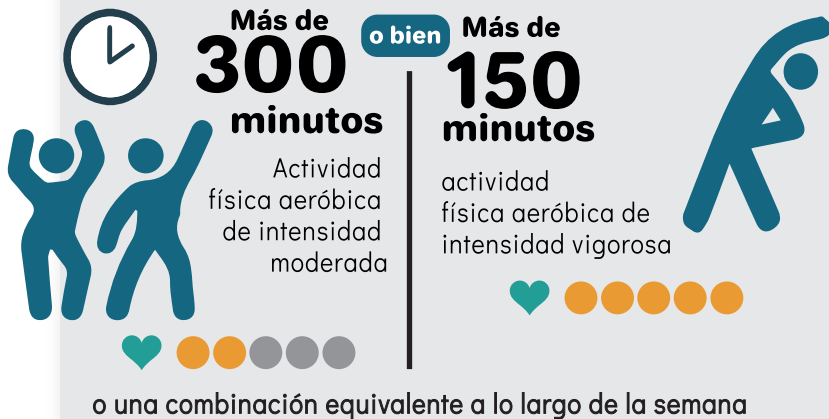 Más de
300
minutos
Actividad
física aeróbica
de intensidad
moderada
o bien
Más de
150
minutos
actividad
física aeróbica de
intensidad vigorosa
o una combinación equivalente a lo largo de la semana